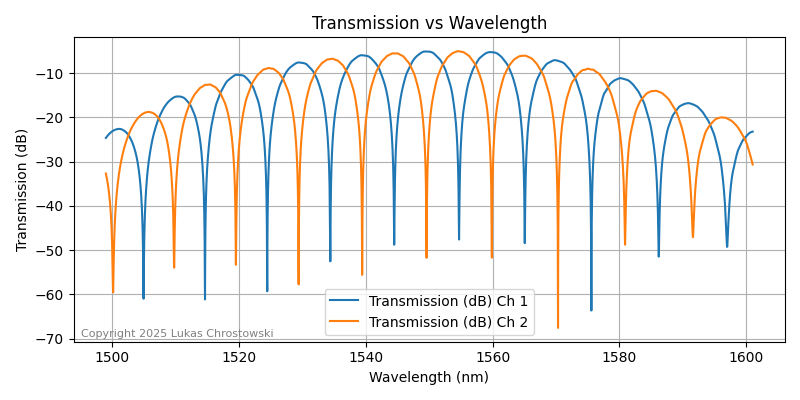 Transmission vs Wavelength
Transmission (dB)
−10
−20
−30
−40
−50
−60
−70
Transmission (dB) Ch 1
Transmission (dB) Ch 2
Copyright 2025 Lukas Chrostowski
1500 1520 1540 1560 1580 1600
Wavelength (nm)